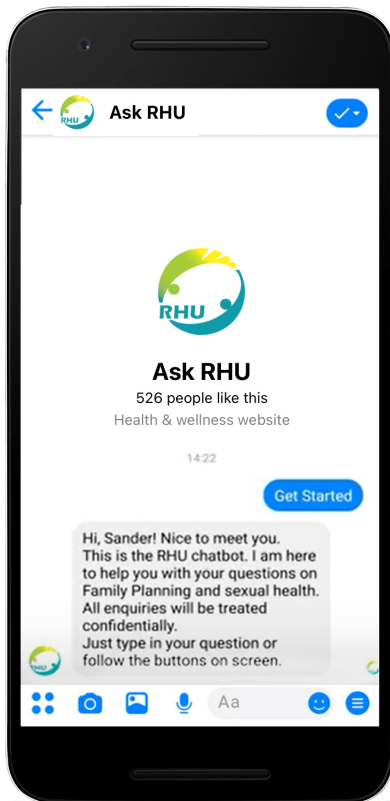 RHU
Ask RHU
RHU
Ask RHU
526 people like this
Health & wellness website
14:22
Get Started
Hi, Sander! Nice to meet you.
This is the RHU chatbot. I am here
to help you with your questions on
Family Planning and sexual health.
All enquiries will be treated
confidentially.
Just type in your question or
follow the buttons on screen.
RHU
Aa